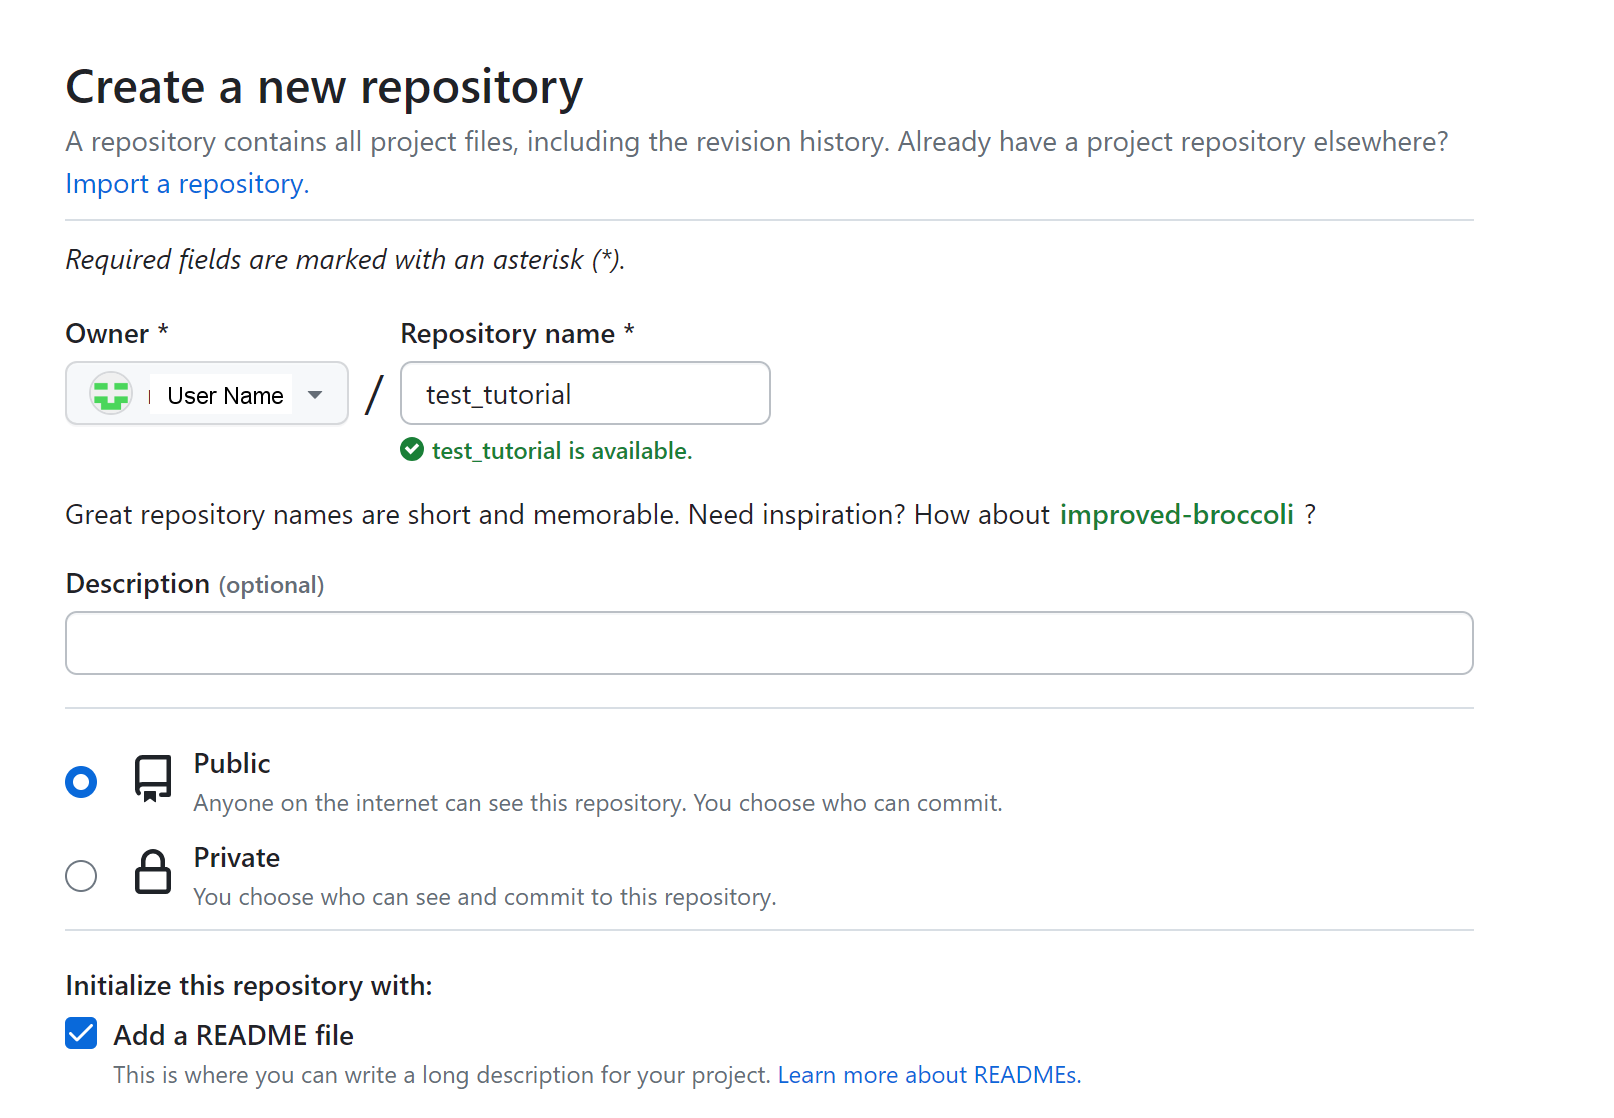 Create a new repository
A repository contains all project files, including the revision history. Already have a project repository elsewhere?
Import a repository.
Required fields are marked with an asterisk (*).
Owner * Repository name *
User Name / test_tutorial
test_tutorial is available.
Great repository names are short and memorable. Need inspiration? How about improved-broccoli ?
Description (optional)
Public
Anyone on the internet can see this repository. You choose who can commit.
Private
You choose who can see and commit to this repository.
Initialize this repository with:
Add a README file
This is where you can write a long description for your project. Learn more about READMEs.